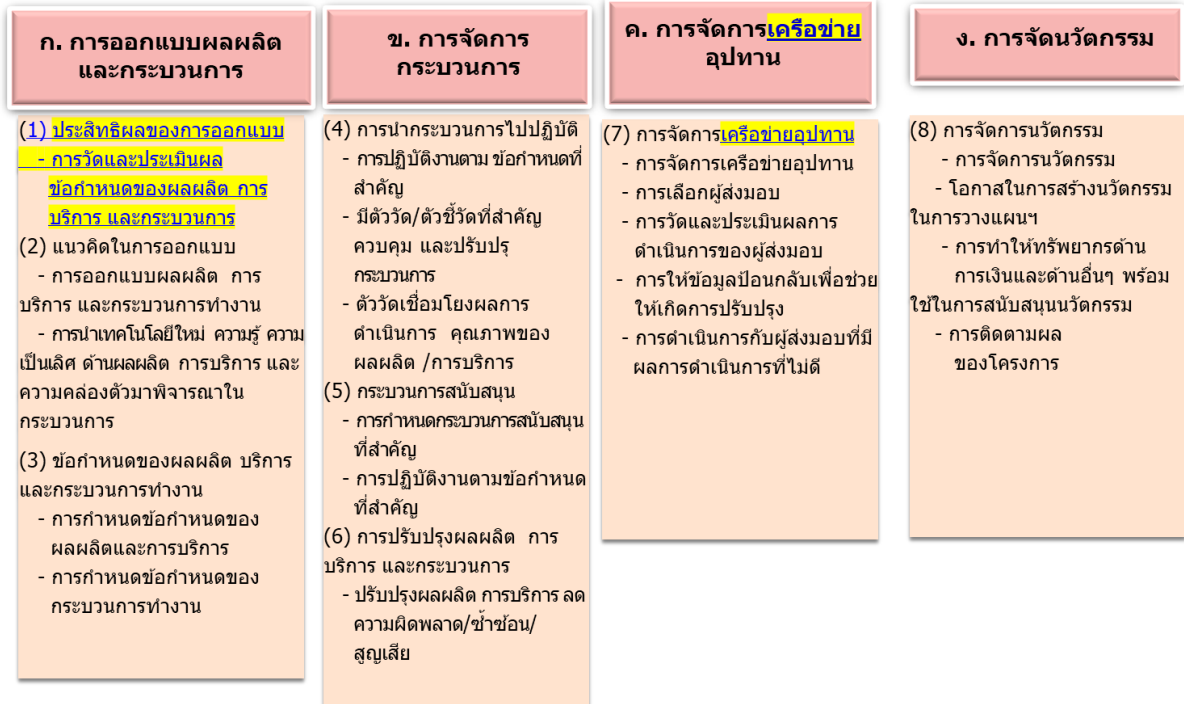 ก. การออกแบบผลผลิต
และกระบวนการ
(1) ประสิทธิผลของการออกแบบ
- การวัดและประเมินผล
ข้อกำหนดของผลผลิต การ
บริการ และกระบวนการ
(2) แนวคิดในการออกแบบ
- การออกแบบผลผลิต การ
บริการ และกระบวนการทำงาน
- การนำเทคโนโลยีใหม่ ความรู้ ความ
เป็นเลิศ ด้านผลผลิต การบริการ และ
ความคล่องตัวมาพิจารณาใน
กระบวนการ
(3) ข้อกำหนดของผลผลิต บริการ
และกระบวนการทำงาน
- การกำหนดข้อกำหนดของ
ผลผลิตและการบริการ
- การกำหนดข้อกำหนดของ
กระบวนการทำงาน
ข. การจัดการ
กระบวนการ
(4) การนำกระบวนการไปปฏิบัติ
- การปฏิบัติงานตาม ข้อกำหนดที่
สำคัญ
- มีตัววัด/ตัวชี้วัดที่สำคัญ
ควบคุม และปรับปรุ
กระบวนการ
- ตัววัดเชื่อมโยงผลการ
ดำเนินการ คุณภาพของ
ผลผลิต /การบริการ
(5) กระบวนการสนับสนุน
- การกำหนดกระบวนการสนับสนุน
ที่สำคัญ
- การปฏิบัติงานตามข้อกำหนด
ที่สำคัญ
(6) การปรับปรุงผลผลิต การ
บริการ และกระบวนการ
- ปรับปรุงผลผลิต การบริการ ลด
ความผิดพลาด/ซ้ำซ้อน/
สูญเสีย
ค. การจัดการเครือข่าย
อุปทาน
(7) การจัดการเครือข่ายอุปทาน
- การจัดการเครือข่ายอุปทาน
- การเลือกผู้ส่งมอบ
- การวัดและประเมินผลการ
ดำเนินการของผู้ส่งมอบ
- การให้ข้อมูลป้อนกลับเพื่อช่วย
ให้เกิดการปรับปรุง
- การดำเนินการกับผู้ส่งมอบที่มี
ผลการดำเนินการที่ไม่ดี
ง. การจัดนวัตกรรม
(8) การจัดการนวัตกรรม
- การจัดการนวัตกรรม
- โอกาสในการสร้างนวัตกรรม
ในการวางแผนฯ
- การทำให้ทรัพยากรด้าน
การเงินและด้านอื่นๆ พร้อม
ใช้ในการสนับสนุนนวัตกรรม
- การติดตามผล
ของโครงการ